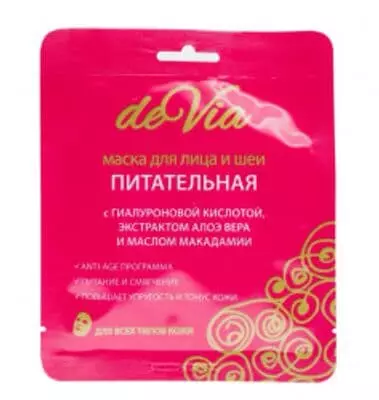 deVia
МАСКА ДЛЯ ЛИЦА И ШЕИ
ПИТАТЕЛЬНАЯ
С ГИАЛУРОНОВОЙ КИСЛОТОЙ,
ЭКСТРАКТОМ АЛОЭ ВЕРА
И МАСЛОМ МАКАДАМИИ
✓ ANTI AGE ПРОГРАММА
✓ ПИТАНИЕ И СМЯГЧЕНИЕ
✓ ПОВЫШАЕТ УПРУГОСТЬ И ТОНУС КОЖИ
ДЛЯ ВСЕХ ТИПОВ КОЖИ